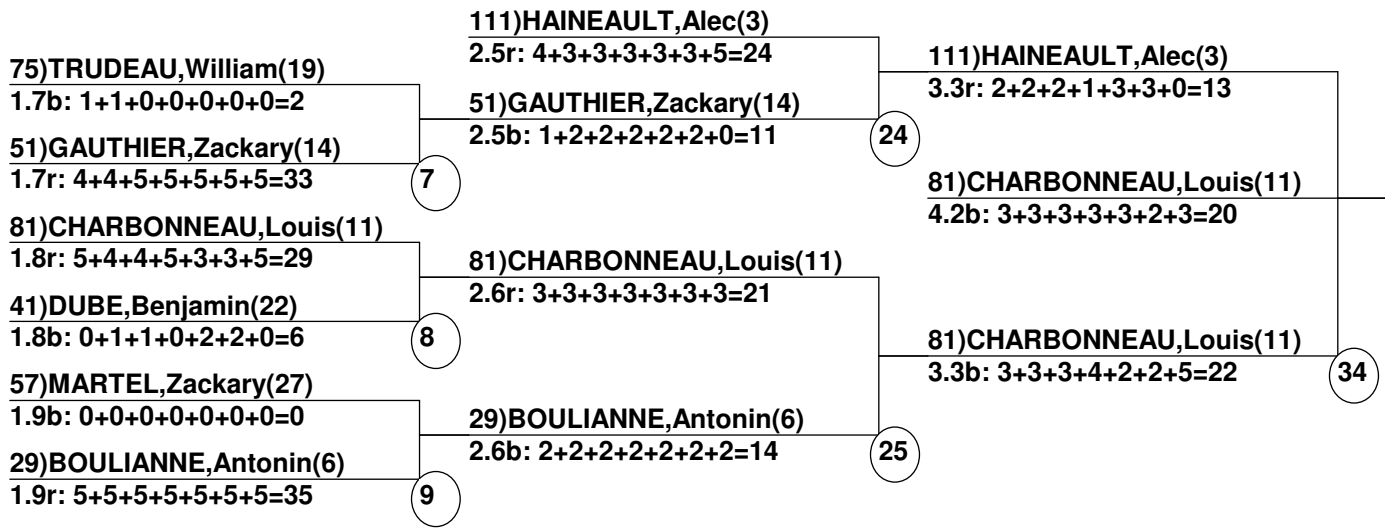 75)TRUDEAU,William(19)
1.7b: 1+1+0+0+0+0+0=2
51)GAUTHIER,Zackary(14)
1.7r: 4+4+5+5+5+5+5=33
7
81)CHARBONNEAU,Louis(11)
1.8r: 5+4+4+5+3+3+5=29
41)DUBE,Benjamin(22)
1.8b: 0+1+1+0+2+2+0=6
8
57)MARTEL,Zackary(27)
1.9b: 0+0+0+0+0+0+0=0
29)BOULIANNE,Antonin(6)
1.9r: 5+5+5+5+5+5+5=35
9
111)HAINEAULT,Alec(3)
2.5r: 4+3+3+3+3+3+5=24
51)GAUTHIER,Zackary(14)
2.5b: 1+2+2+2+2+2+0=11
24
81)CHARBONNEAU,Louis(11)
2.6r: 3+3+3+3+3+3+3=21
29)BOULIANNE,Antonin(6)
2.6b: 2+2+2+2+2+2+2=14
25
111)HAINEAULT,Alec(3)
3.3r: 2+2+2+1+3+3+0=13
81)CHARBONNEAU,Louis(11)
4.2b: 3+3+3+3+3+2+3=20
81)CHARBONNEAU,Louis(11)
3.3b: 3+3+3+4+2+2+5=22
34